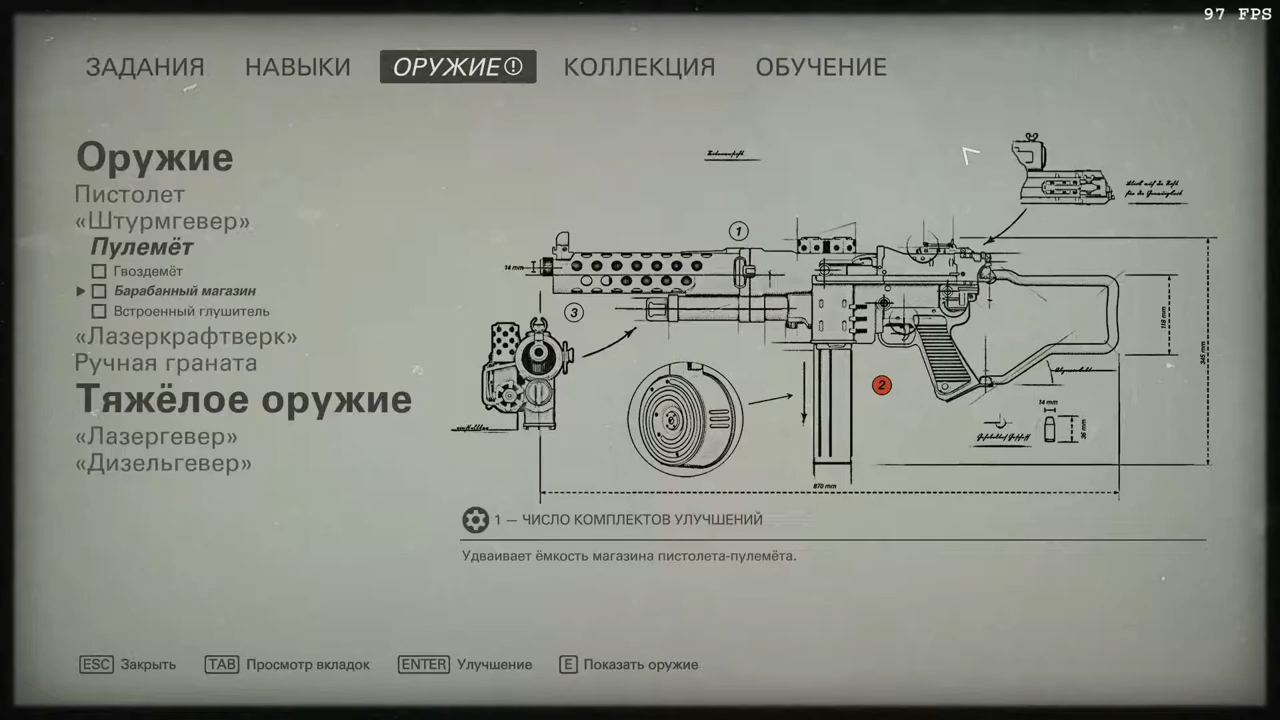 97 FPS
ЗАДАНИЯ НАВЫКИ ОРУЖИЕ! КОЛЛЕКЦИЯ ОБУЧЕНИЕ
Оружие
Пистолет
«Штурмгевер»
Пулемёт
Гвоздемёт
Барабанный магазин
Встроенный глушитель
«Лазеркрафтверк»
Ручная граната
Тяжёлое оружие
«Лазергевер»
«Дизельгевер»
1
14 mm
3
118 mm
345 mm
2
14 mm
36 mm
870 mm
1 — ЧИСЛО КОМПЛЕКТОВ УЛУЧШЕНИЙ
Удваивает ёмкость магазина пистолета-пулемёта.
ESC Закрыть TAB Просмотр вкладок ENTER Улучшение E Показать оружие